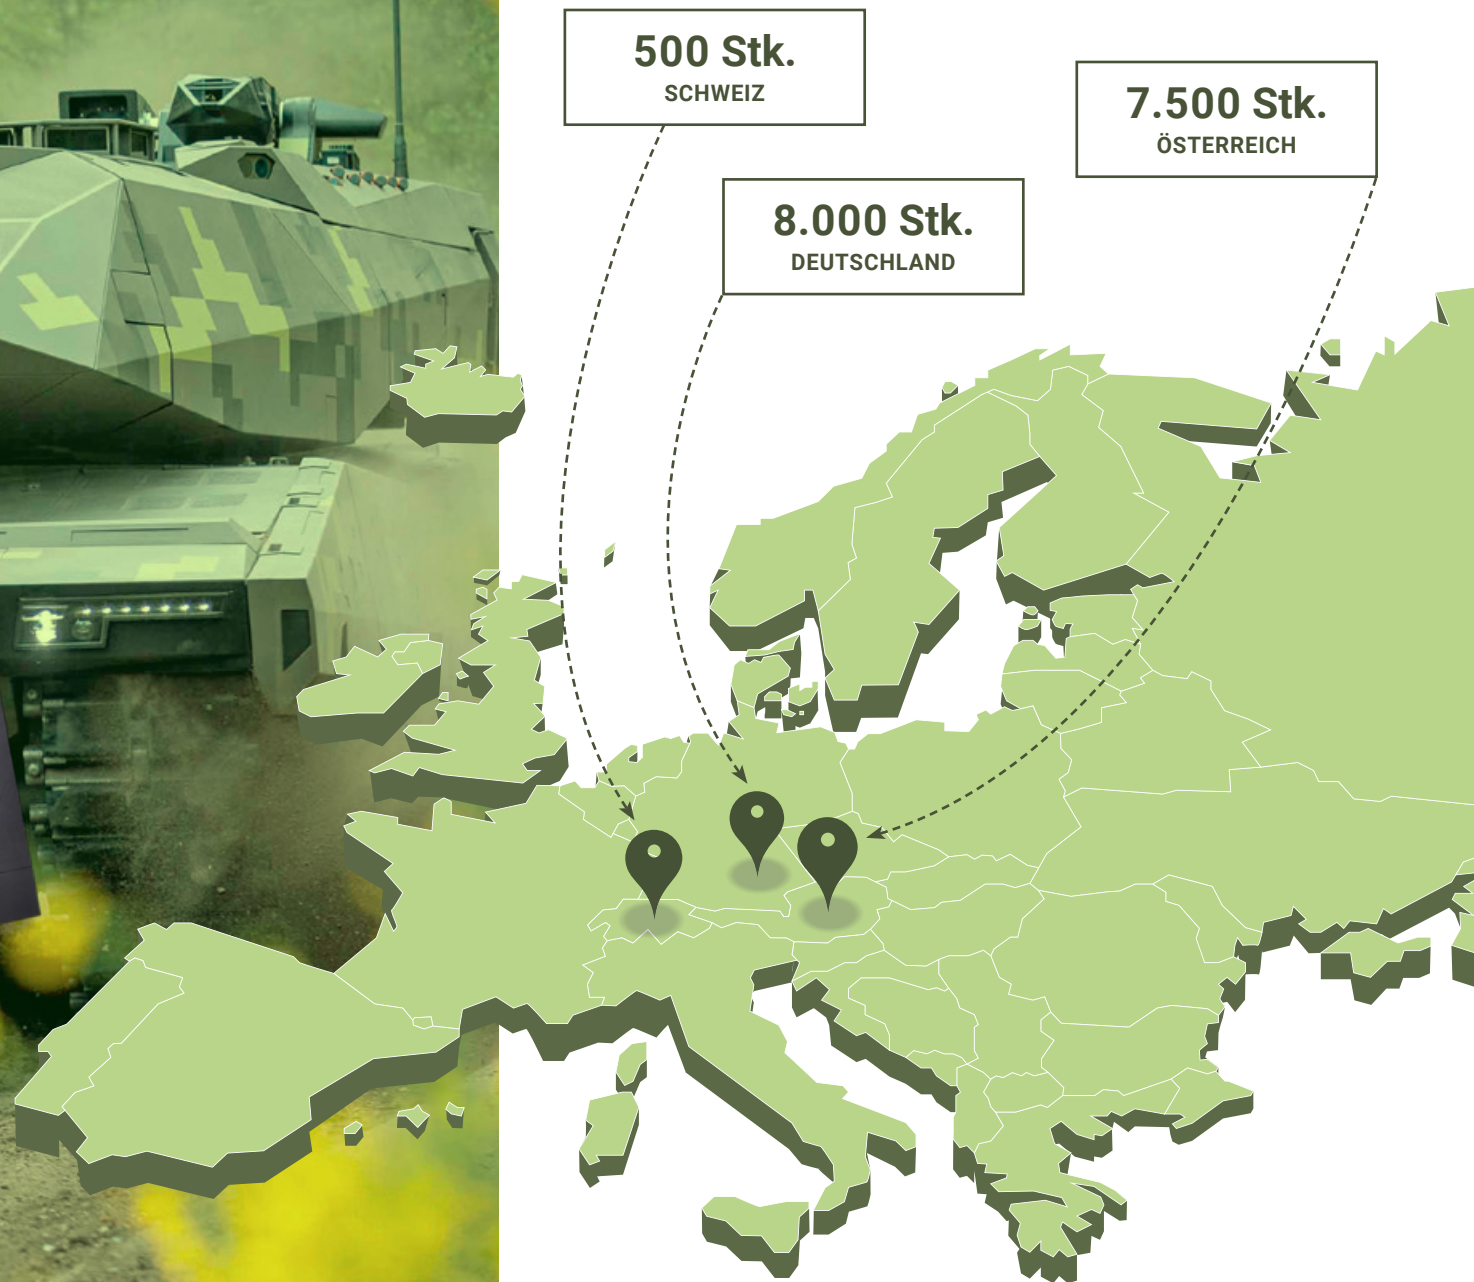 500 Stk.
SCHWEIZ
7.500 Stk.
ÖSTERREICH
8.000 Stk.
DEUTSCHLAND